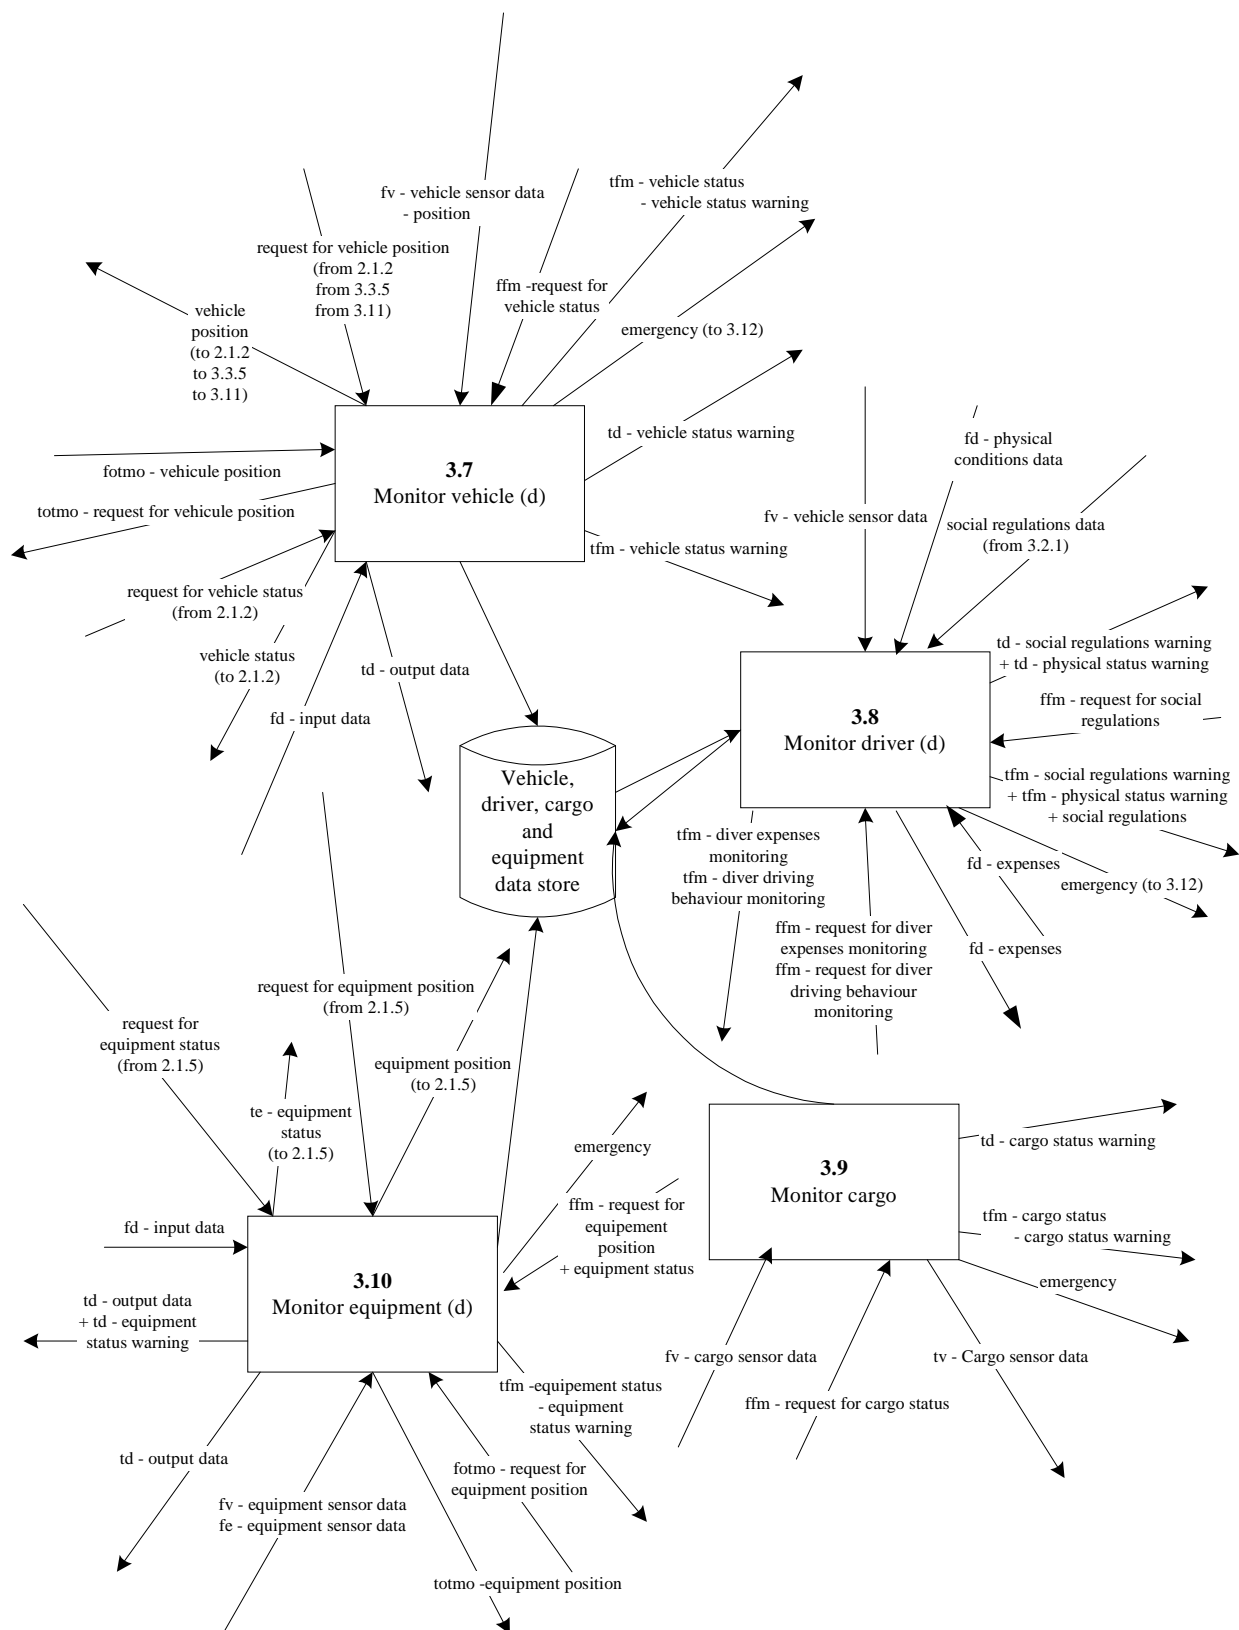 fv - vehicle sensor data
- position
tfm - vehicle status
- vehicle status warning
request for vehicle position
(from 2.1.2
from 3.3.5
from 3.11)
ffm -request for
vehicle status
vehicle
position
(to 2.1.2
to 3.3.5
to 3.11)
emergency (to 3.12)
td - vehicle status warning
fotmo - vehicule position
3.7
Monitor vehicle (d)
totmo - request for vehicule position
tfm - vehicle status warning
request for vehicle status
(from 2.1.2)
vehicle status
(to 2.1.2)
td - output data
fd - input data
fd - physical
conditions data
fv - vehicle sensor data
social regulations data
(from 3.2.1)
td - social regulations warning
+ td - physical status warning
3.8
Monitor driver (d)
ffm - request for social
regulations
tfm - social regulations warning
+ tfm - physical status warning
+ social regulations
Vehicle,
driver, cargo
and
equipment
data store
tfm - diver expenses
monitoring
tfm - diver driving
behaviour monitoring
fd - expenses
emergency (to 3.12)
ffm - request for diver
expenses monitoring
ffm - request for diver
driving behaviour
monitoring
fd - expenses
request for equipment position
(from 2.1.5)
request for
equipment status
(from 2.1.5)
equipment position
(to 2.1.5)
te - equipment
status
(to 2.1.5)
emergency
td - cargo status warning
3.9
Monitor cargo
ffm - request for
equipement
position
+ equipment status
fd - input data
tfm - cargo status
- cargo status warning
3.10
Monitor equipment (d)
emergency
td - output data
+ td - equipment
status warning
fv - cargo sensor data
tv - Cargo sensor data
tfm -equipement status
- equipment
status warning
ffm - request for cargo status
td - output data
fotmo - request for
equipment position
fv - equipment sensor data
fe - equipment sensor data
totmo -equipment position